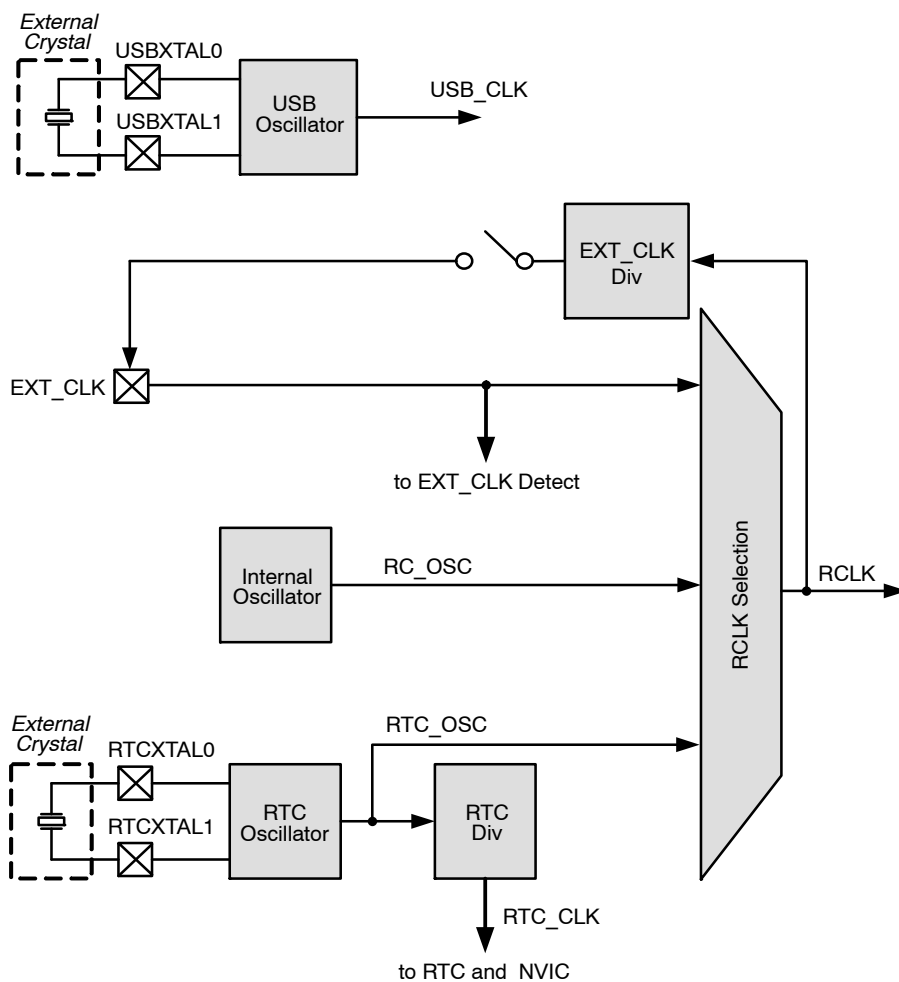 External
Crystal
USBXTAL0
USBXTAL1
USB
Oscillator
USB_CLK
EXT_CLK
Div
EXT_CLK
to EXT_CLK Detect
Internal
Oscillator
RC_OSC
RCLK Selection
RCLK
External
Crystal
RTCXTAL0
RTCXTAL1
RTC
Oscillator
RTC_OSC
RTC
Div
RTC_CLK
to RTC and NVIC